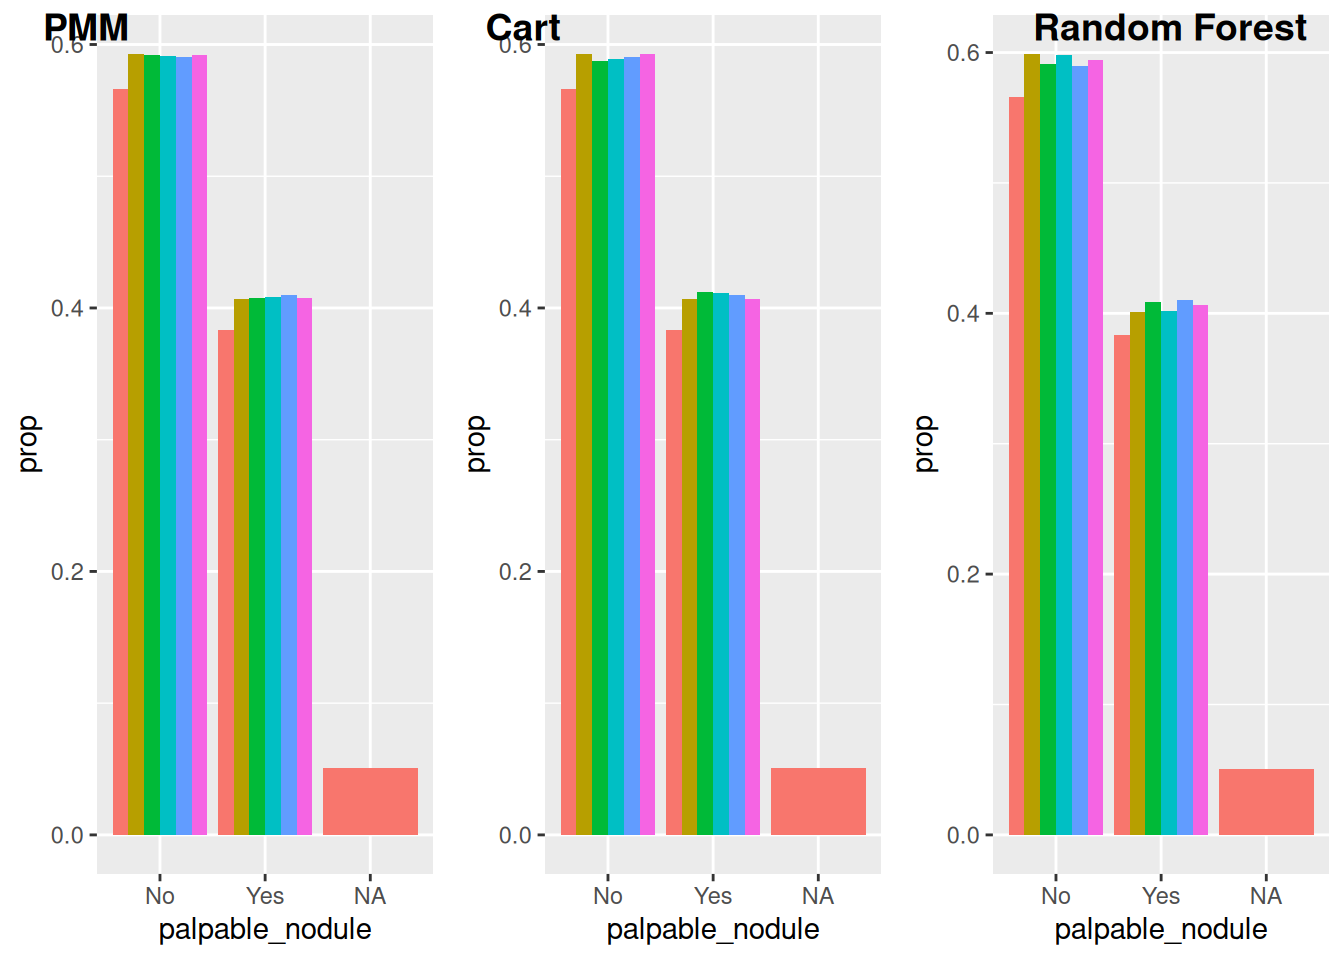 PMM
0.6
0.4
0.2
0.0
prop
No Yes NA
palpable_nodule
Cart
0.6
0.4
0.2
0.0
prop
No Yes NA
palpable_nodule
Random Forest
0.6
0.4
0.2
0.0
prop
No Yes NA
palpable_nodule